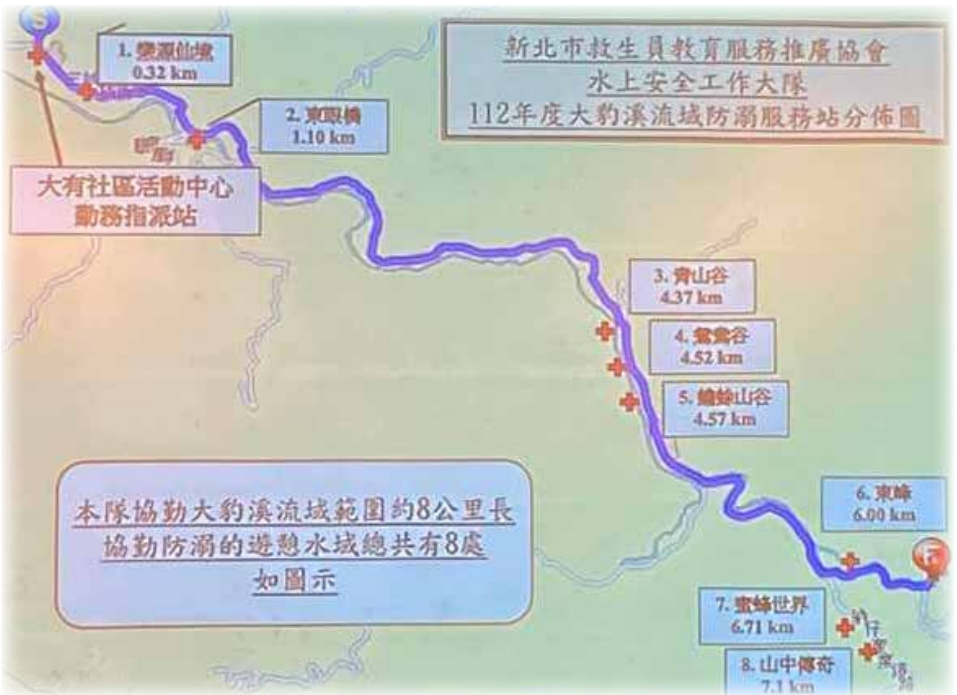 新北市救生員教育服務推廣協會
水上安全工作大隊
112年度大豹溪流域防溺服務站分佈圖
S
1. 樂源仙境
0.32 km
2. 東眼橋
1.10 km
大有社區活動中心
勤務指派站
3. 青山谷
4.37 km
4. 鴛鴦谷
4.52 km
5. 蟾蜍山谷
4.57 km
6. 東峰
6.00 km
7. 蜜蜂世界
6.71 km
8. 山中傳奇
7.1 km
本隊協勤大豹溪流域範圍約8公里長
協勤防溺的遊憩水域總共有8處
如圖示